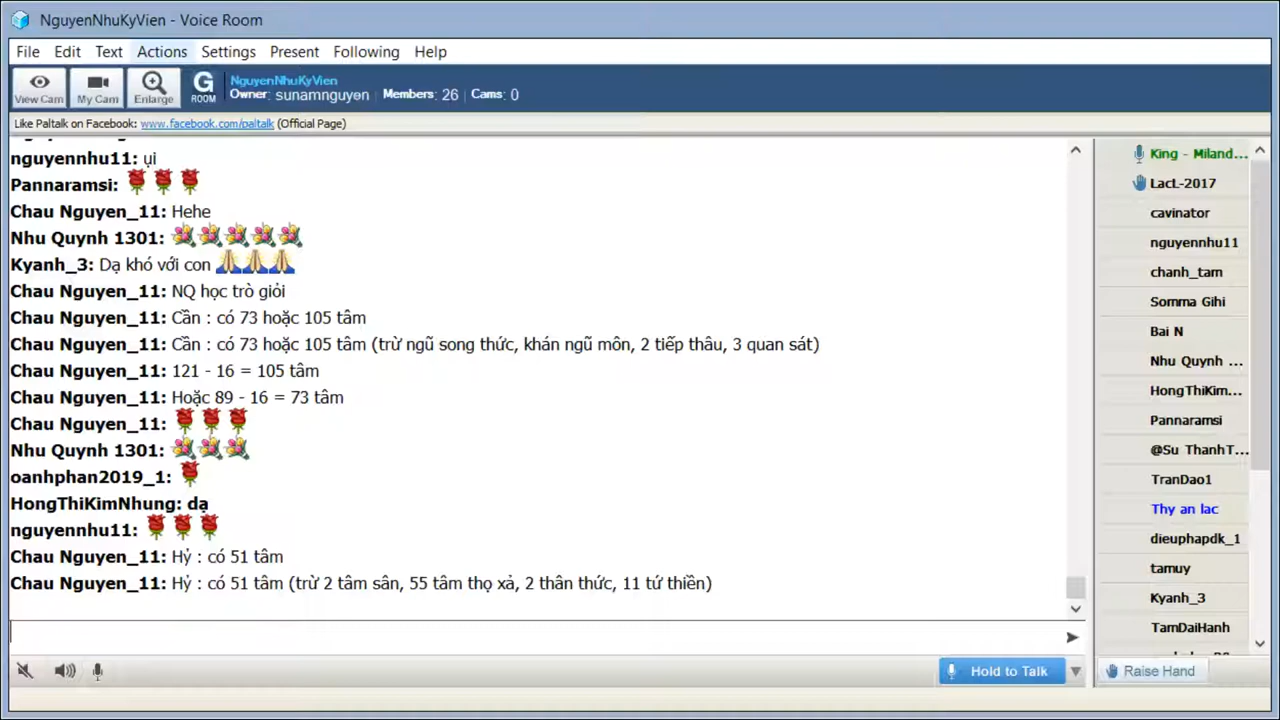 NguyenNhuKyVien - Voice Room
File Edit Text Actions Settings Present Following Help
View Cam My Cam Enlarge G ROOM
NguyenNhuKyVien
Owner: sunamnguyen Members: 26 Cams: 0
Like Paltalk on Facebook: www.facebook.com/paltalk (Official Page)
nguyennhu11: ụi
Pannaramsi:
Chau Nguyen_11: Hehe
Nhu Quynh 1301:
Kyanh_3: Dạ khó với con
Chau Nguyen_11: NQ học trò giỏi
Chau Nguyen_11: Cần : có 73 hoặc 105 tâm
Chau Nguyen_11: Cần : có 73 hoặc 105 tâm (trừ ngũ song thức, khán ngũ môn, 2 tiếp thâu, 3 quan sát)
Chau Nguyen_11: 121 - 16 = 105 tâm
Chau Nguyen_11: Hoặc 89 - 16 = 73 tâm
Chau Nguyen_11:
Nhu Quynh 1301:
oanhphan2019_1:
HongThiKimNhung: dạ
nguyennhu11:
Chau Nguyen_11: Hỷ : có 51 tâm
Chau Nguyen_11: Hỷ : có 51 tâm (trừ 2 tâm sân, 55 tâm thọ xả, 2 thân thức, 11 tứ thiền)
King - Miland...
LacL-2017
cavinator
nguyennhu11
chanh_tam
Somma Gihi
Bai N
Nhu Quynh ...
HongThiKim...
Pannaramsi
@Su ThanhT...
TranDao1
Thy an lac
dieuphapdk_1
tamuy
Kyanh_3
TamDaiHanh
Hold to Talk
Raise Hand